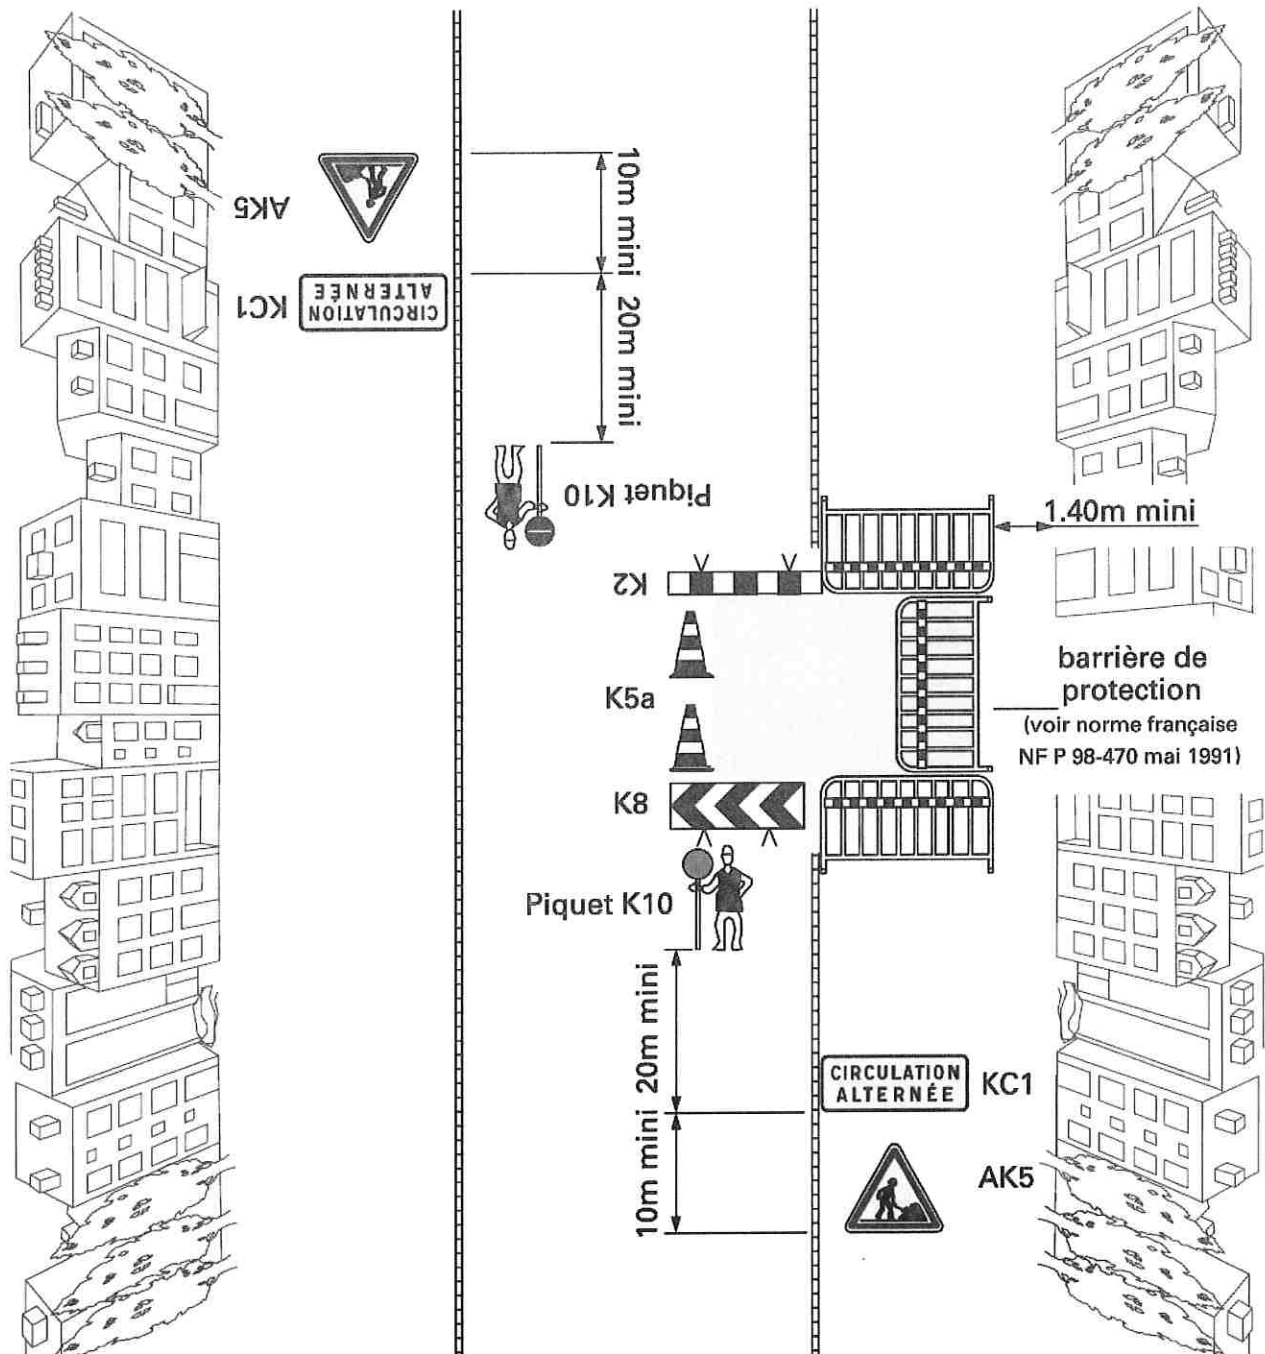 10m mini
AK5
KC1
CIRCULATION
ALTERNÉE
20m mini
Piquet K10
1.40m mini
K2
barrière de
protection
(voir norme française
NF P 98-470 mai 1991)
K5a
K8
Piquet K10
20m mini
CIRCULATION
ALTERNÉE
KC1
10m mini
AK5